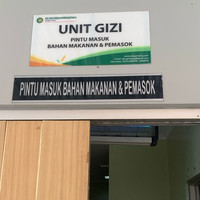 UNIT GIZI
PINTU MASUK
BAHAN MAKANAN & PEMASOK
PINTU MASUK BAHAN MAKANAN & PEMASOK